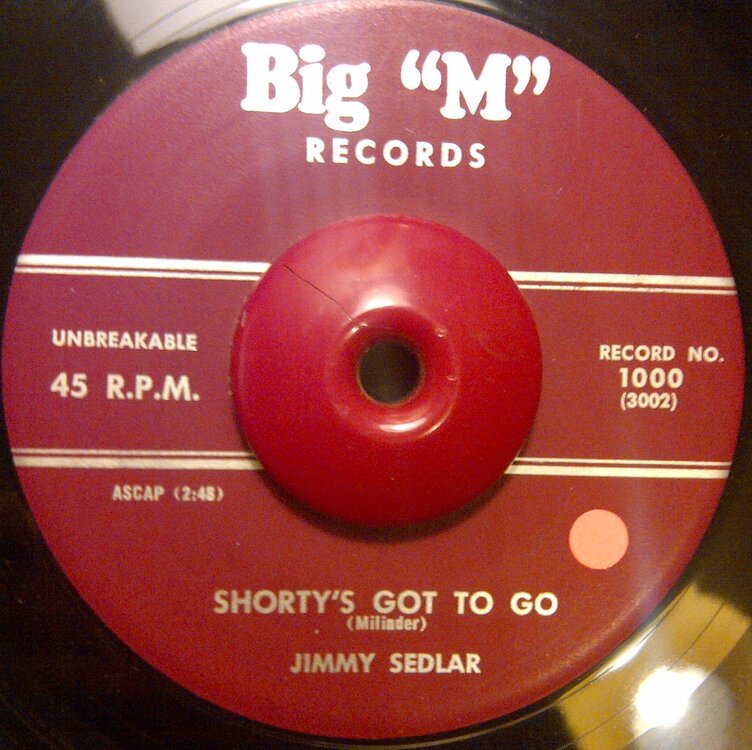 Big “M”
RECORDS
UNBREAKABLE
45 R.P.M.
RECORD NO.
1000
(3002)
ASCAP (2:48)
SHORTY'S GOT TO GO
(Milinder)
JIMMY SEDLAR